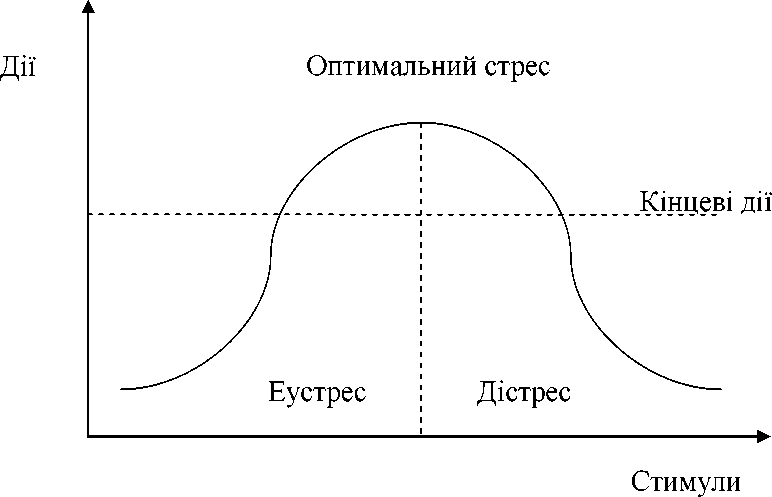 Дії
Оптимальний стрес
Кінцеві дії
Еустрес
Дістрес
Стимули